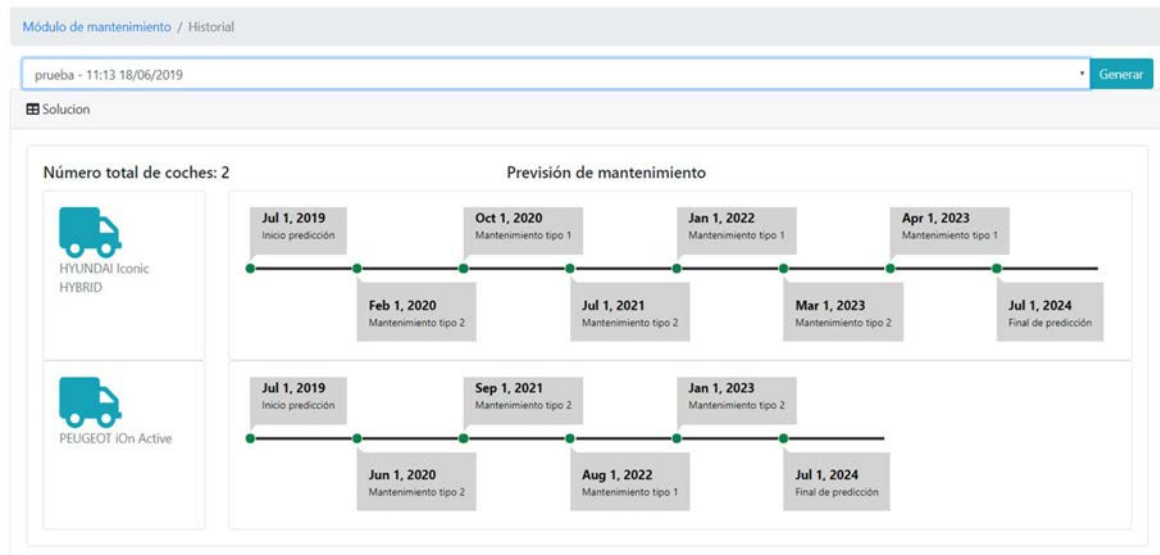 Módulo de mantenimiento / Historial
prueba - 11:13 18/06/2019
Generar
Solucion
Número total de coches: 2
Previsión de mantenimiento
HYUNDAI Iconic
HYBRID
Jul 1, 2019
Inicio predicción
Feb 1, 2020
Mantenimiento tipo 2
Oct 1, 2020
Mantenimiento tipo 1
Jul 1, 2021
Mantenimiento tipo 2
Jan 1, 2022
Mantenimiento tipo 1
Mar 1, 2023
Mantenimiento tipo 2
Apr 1, 2023
Mantenimiento tipo 1
Jul 1, 2024
Final de predicción
PEUGEOT iOn Active
Jul 1, 2019
Inicio predicción
Jun 1, 2020
Mantenimiento tipo 2
Sep 1, 2021
Mantenimiento tipo 2
Aug 1, 2022
Mantenimiento tipo 1
Jan 1, 2023
Mantenimiento tipo 2
Jul 1, 2024
Final de predicción